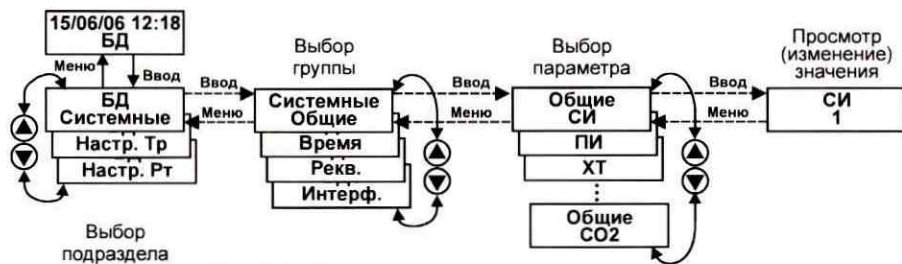 15/06/06 12:18
БД
Меню
Ввод
БД
Системные
Настр. Тр
Настр. Рт
Выбор
подраздела
Ввод
Меню
Выбор
группы
Системные
Общие
Время
Рекв.
Интерф.
Ввод
Меню
Выбор
параметра
Общие
СИ
ПИ
ХТ
Общие
СО2
Ввод
Меню
Просмотр
(изменение)
значения
СИ
1